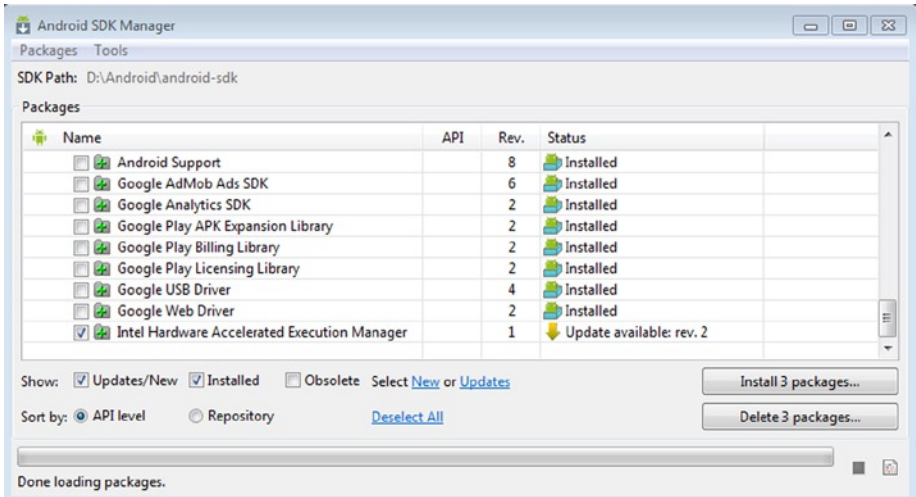 Android SDK Manager
Packages Tools
SDK Path: D:\Android\android-sdk
Packages
Name API Rev. Status
Android Support 8 Installed
Google AdMob Ads SDK 6 Installed
Google Analytics SDK 2 Installed
Google Play APK Expansion Library 2 Installed
Google Play Billing Library 2 Installed
Google Play Licensing Library 2 Installed
Google USB Driver 4 Installed
Google Web Driver 2 Installed
Intel Hardware Accelerated Execution Manager 1 Update available: rev. 2
Show: Updates/New Installed Obsolete Select New or Updates Install 3 packages...
Sort by: API level Repository Deselect All Delete 3 packages...
Done loading packages.